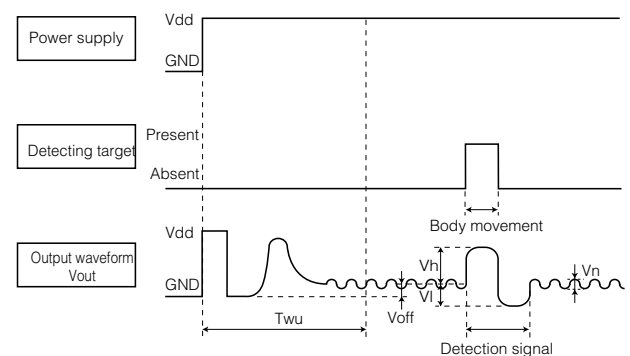 Power supply
Vdd
GND
Detecting target
Present
Absent
Body movement
Output waveform
Vout
Vdd
GND
Vh
Vl
Vn
Twu
Voff
Detection signal